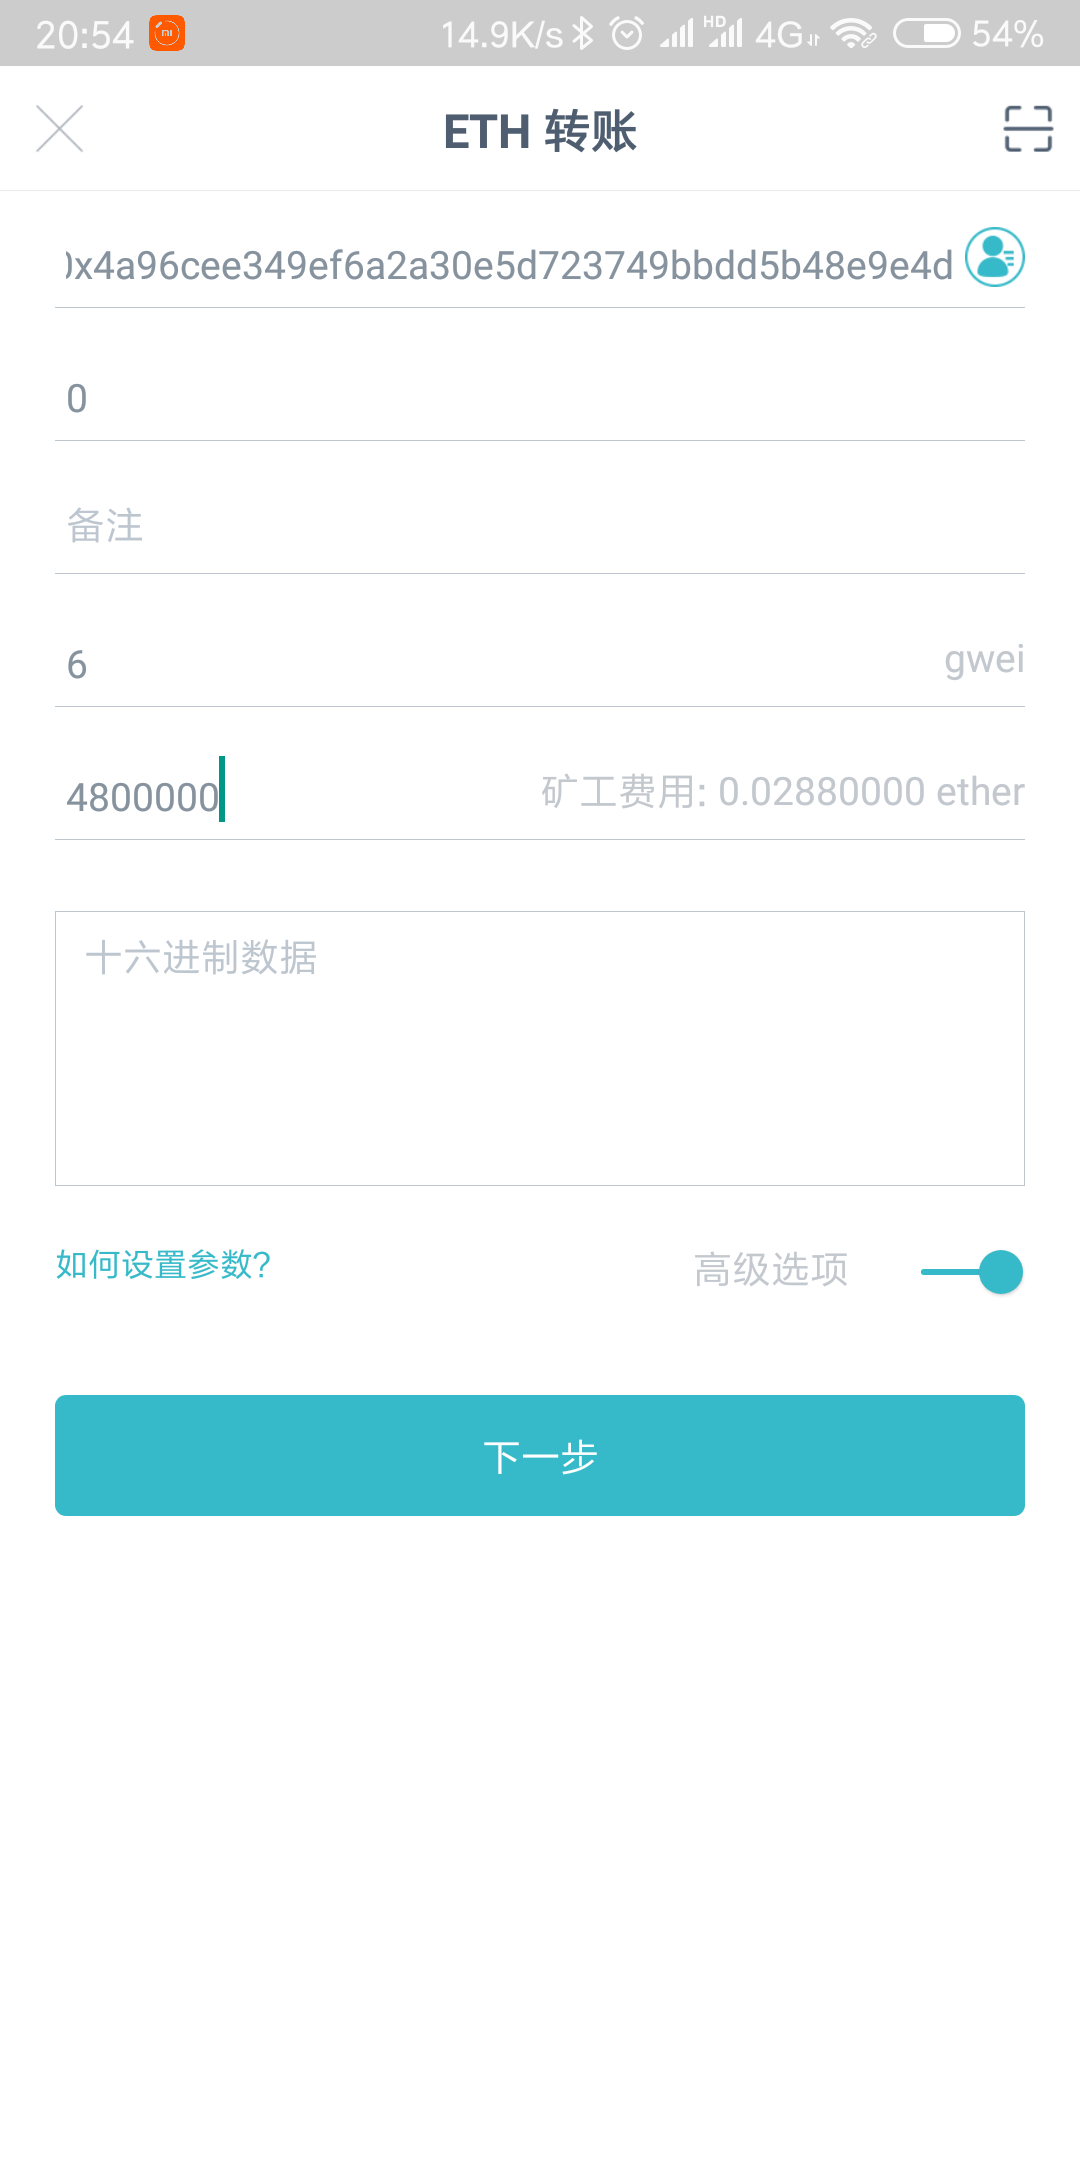 20:54 14.9K/s HD 4G 54%
ETH 转账
0x4a96cee349ef6a2a30e5d723749bbdd5b48e9e4d
0
备注
6 gwei
4800000 矿工费用: 0.02880000 ether
十六进制数据
如何设置参数? 高级选项
下一步